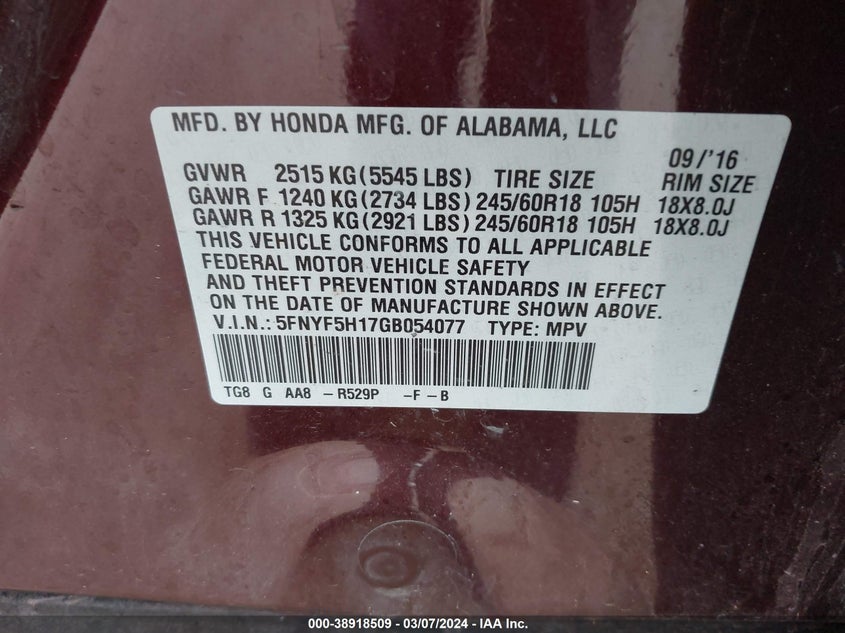 MFD. BY HONDA MFG. OF ALABAMA, LLC
09/'16
GVWR 2515 KG (5545 LBS) TIRE SIZE RIM SIZE
GAWR F 1240 KG (2734 LBS) 245/60R18 105H 18X8.0J
GAWR R 1325 KG (2921 LBS) 245/60R18 105H 18X8.0J
THIS VEHICLE CONFORMS TO ALL APPLICABLE
FEDERAL MOTOR VEHICLE SAFETY
AND THEFT PREVENTION STANDARDS IN EFFECT
ON THE DATE OF MANUFACTURE SHOWN ABOVE.
V.I.N.: 5FNYF5H17GB054077 TYPE: MPV
TG8 G AA8 -R529P -F-B
000-38918509 - 03/07/2024 - IAA Inc.